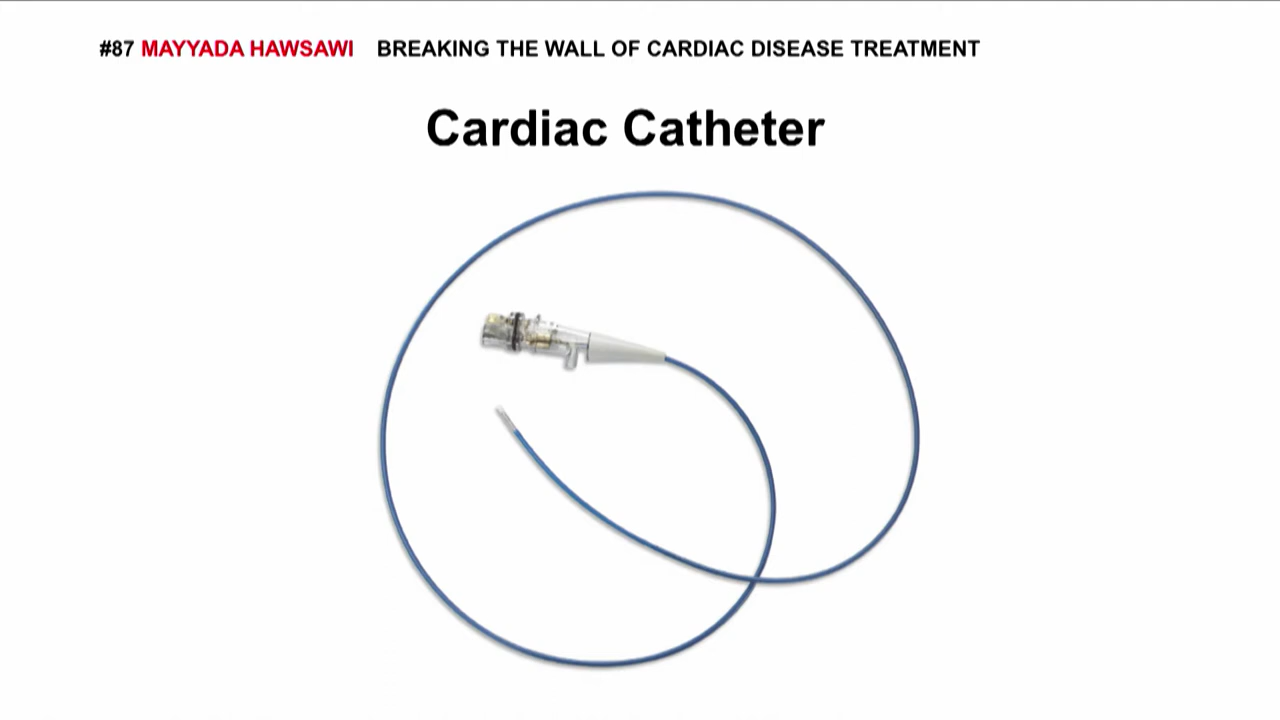 #87 MAYYADA HAWSAWI BREAKING THE WALL OF CARDIAC DISEASE TREATMENT
Cardiac Catheter